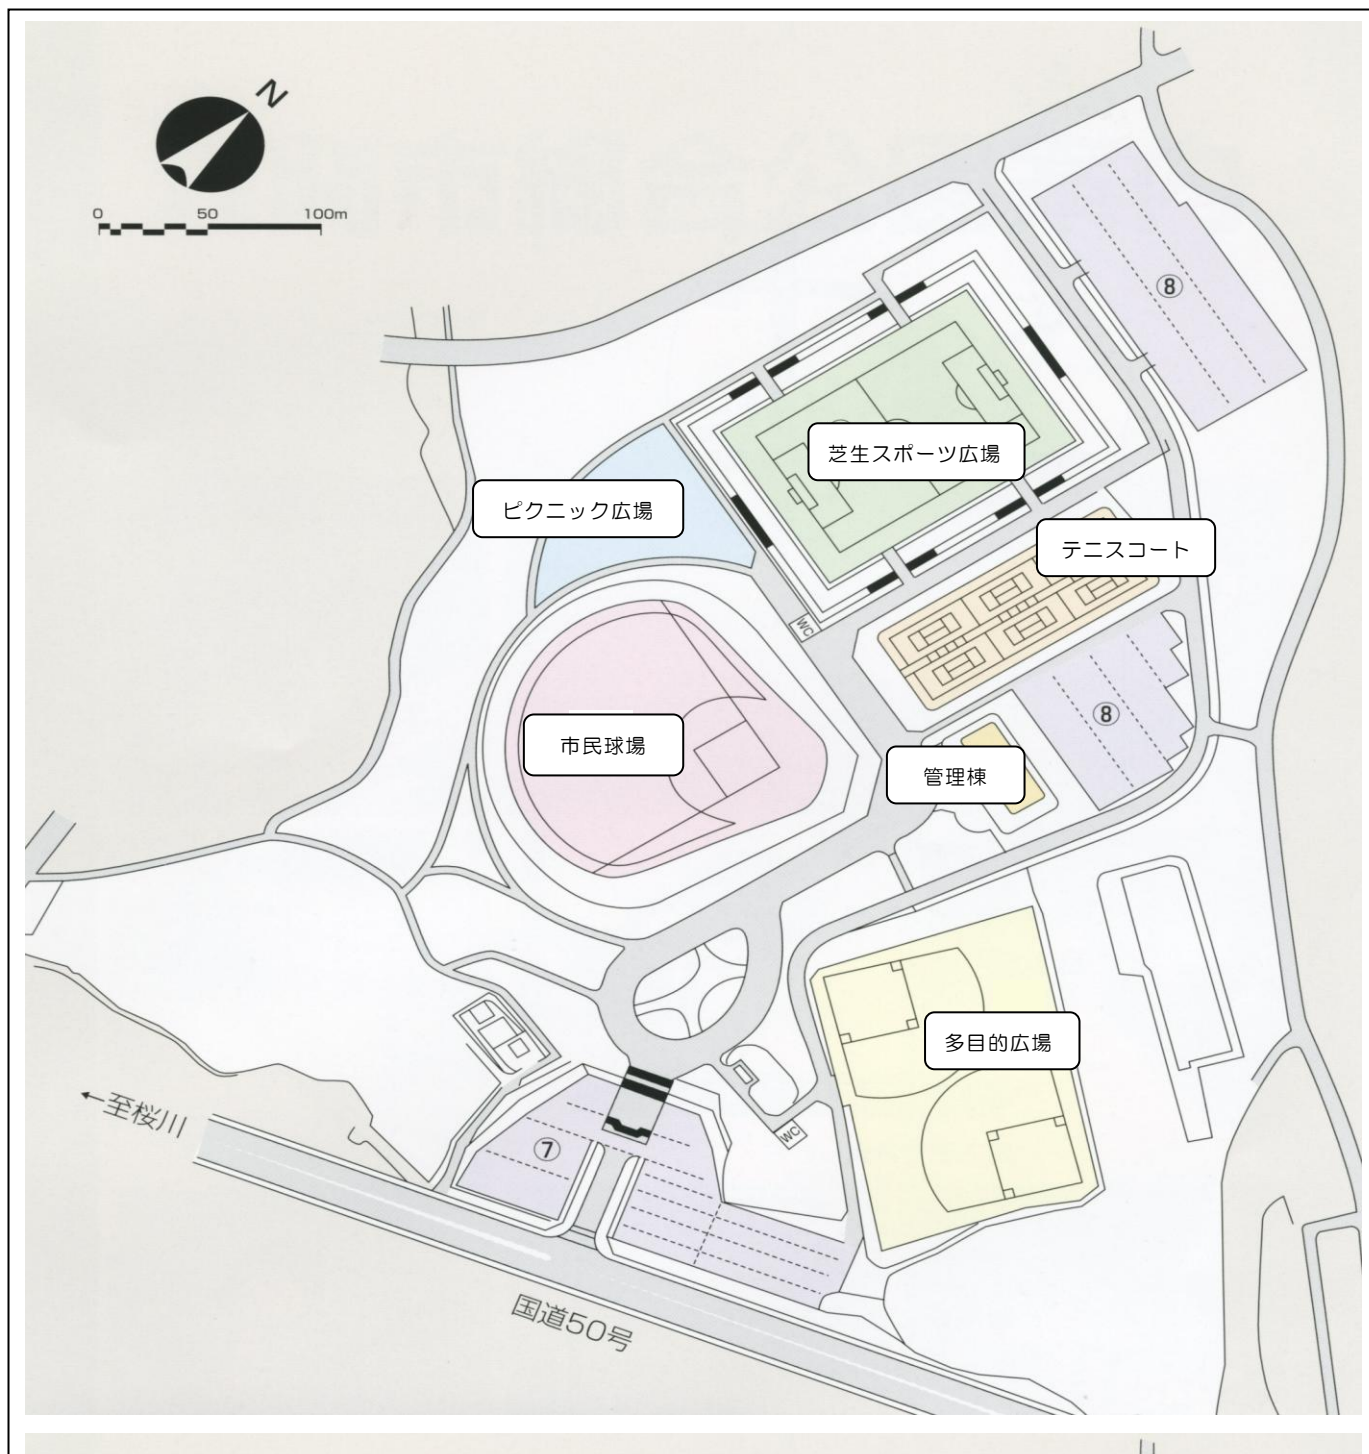 N
0 50 100m
⑧
芝生スポーツ広場
ピクニック広場
テニスコート
WC
⑧
市民球場
管理棟
多目的広場
←至桜川
WC
⑦
国道50号